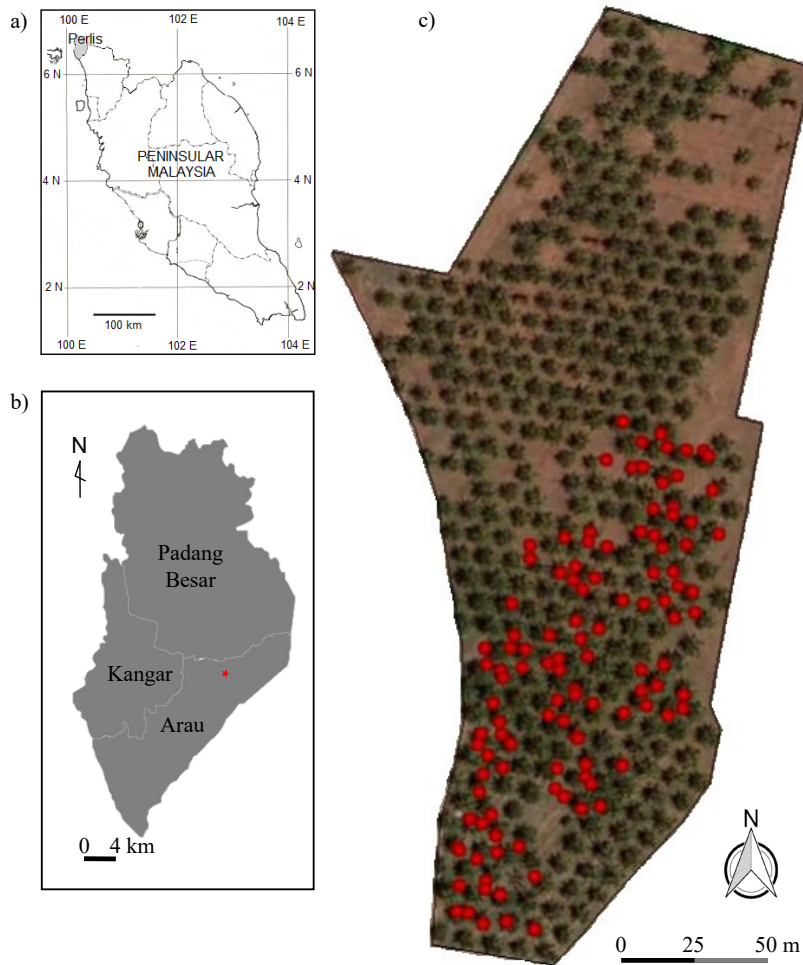 a)
100 E
102 E
104 E
Perlis
6 N
6 N
PENINSULAR
MALAYSIA
4 N
4 N
2 N
2 N
100 km
100 E
102 E
104 E
b)
N
Padang
Besar
Kangar
Arau
0 4 km
c)
N
0 25 50 m